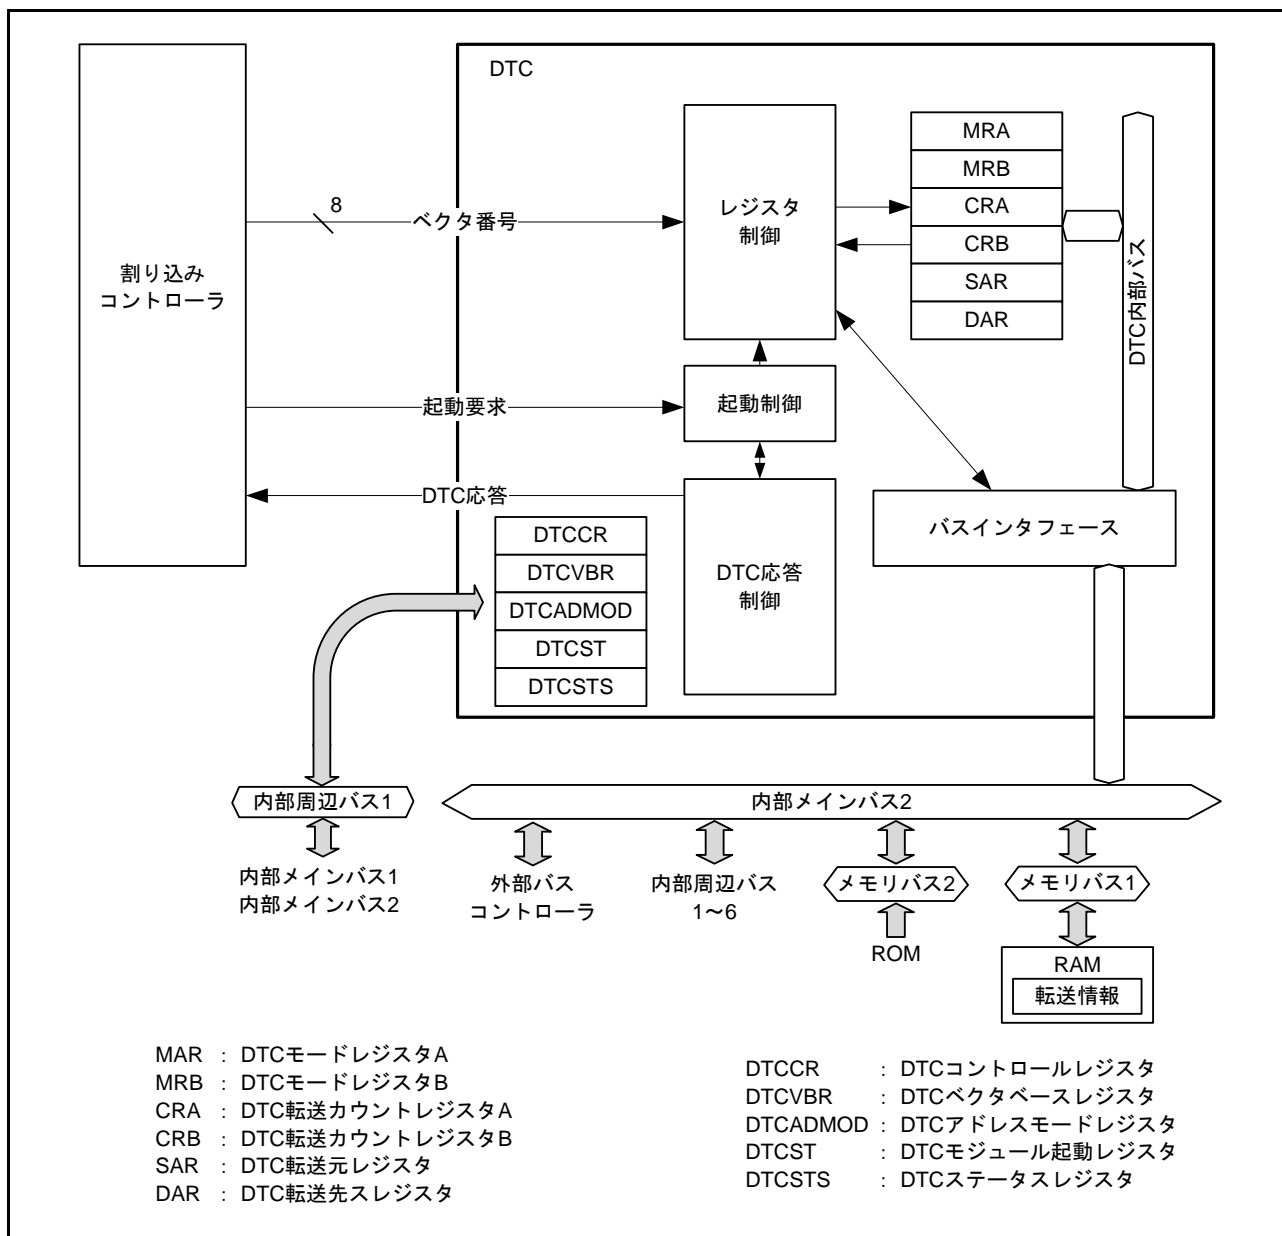 DTC
割り込み
コントローラ
8
ベクタ番号
起動要求
DTC応答
レジスタ
制御
起動制御
DTC応答
制御
MRA
MRB
CRA
CRB
SAR
DAR
DTC内部バス
バスインタフェース
DTCCR
DTCVBR
DTCADMOD
DTCST
DTCSTS
内部周辺バス1
内部メインバス1
内部メインバス2
内部メインバス2
外部バス
コントローラ
内部周辺バス
1〜6
メモリバス2
ROM
メモリバス1
RAM
転送情報
MAR : DTCモードレジスタA
MRB : DTCモードレジスタB
CRA : DTC転送カウントレジスタA
CRB : DTC転送カウントレジスタB
SAR : DTC転送元レジスタ
DAR : DTC転送先スレジスタ
DTCCR : DTCコントロールレジスタ
DTCVBR : DTCベクタベースレジスタ
DTCADMOD : DTCアドレスモードレジスタ
DTCST : DTCモジュール起動レジスタ
DTCSTS : DTCステータスレジスタ